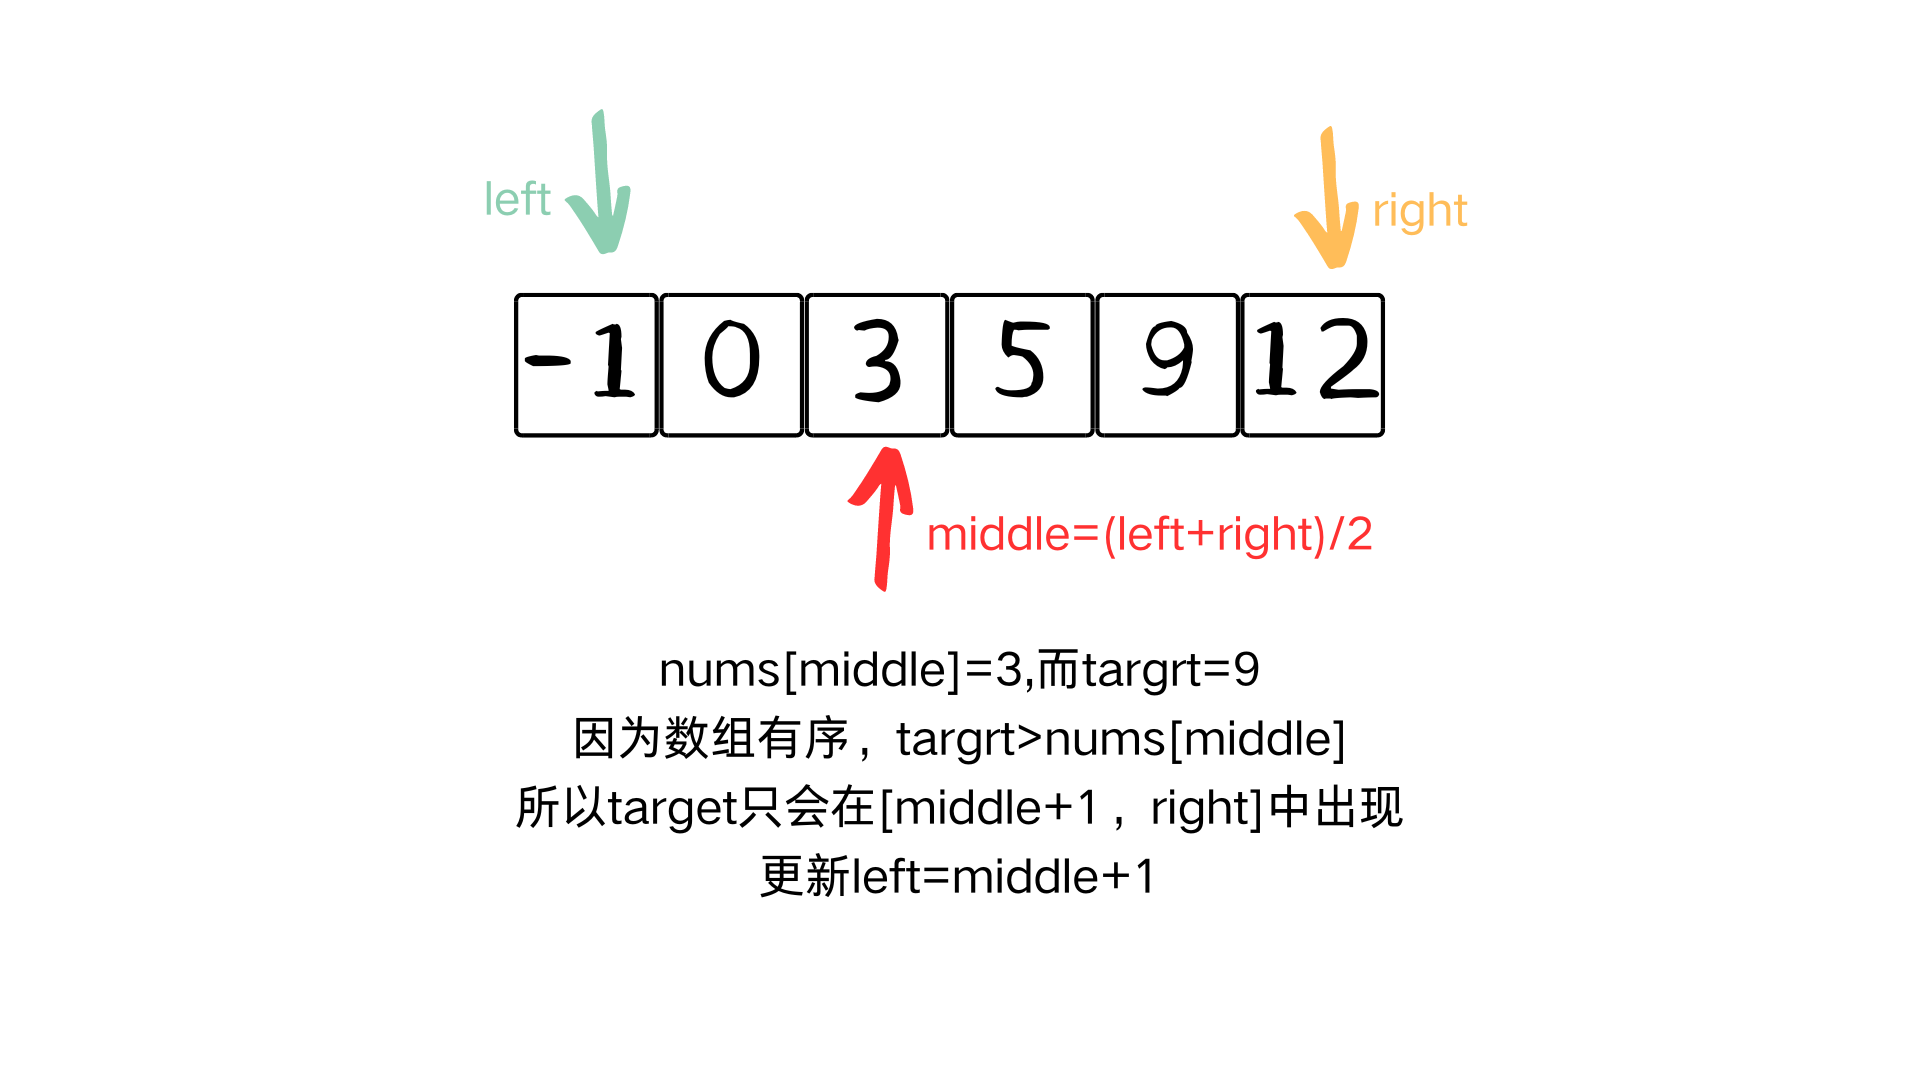 left
right
-1 0 3 5 9 12
middle=(left+right)/2
nums[middle]=3,而targrt=9
因为数组有序，targrt>nums[middle]
所以target只会在[middle+1，right]中出现
更新left=middle+1